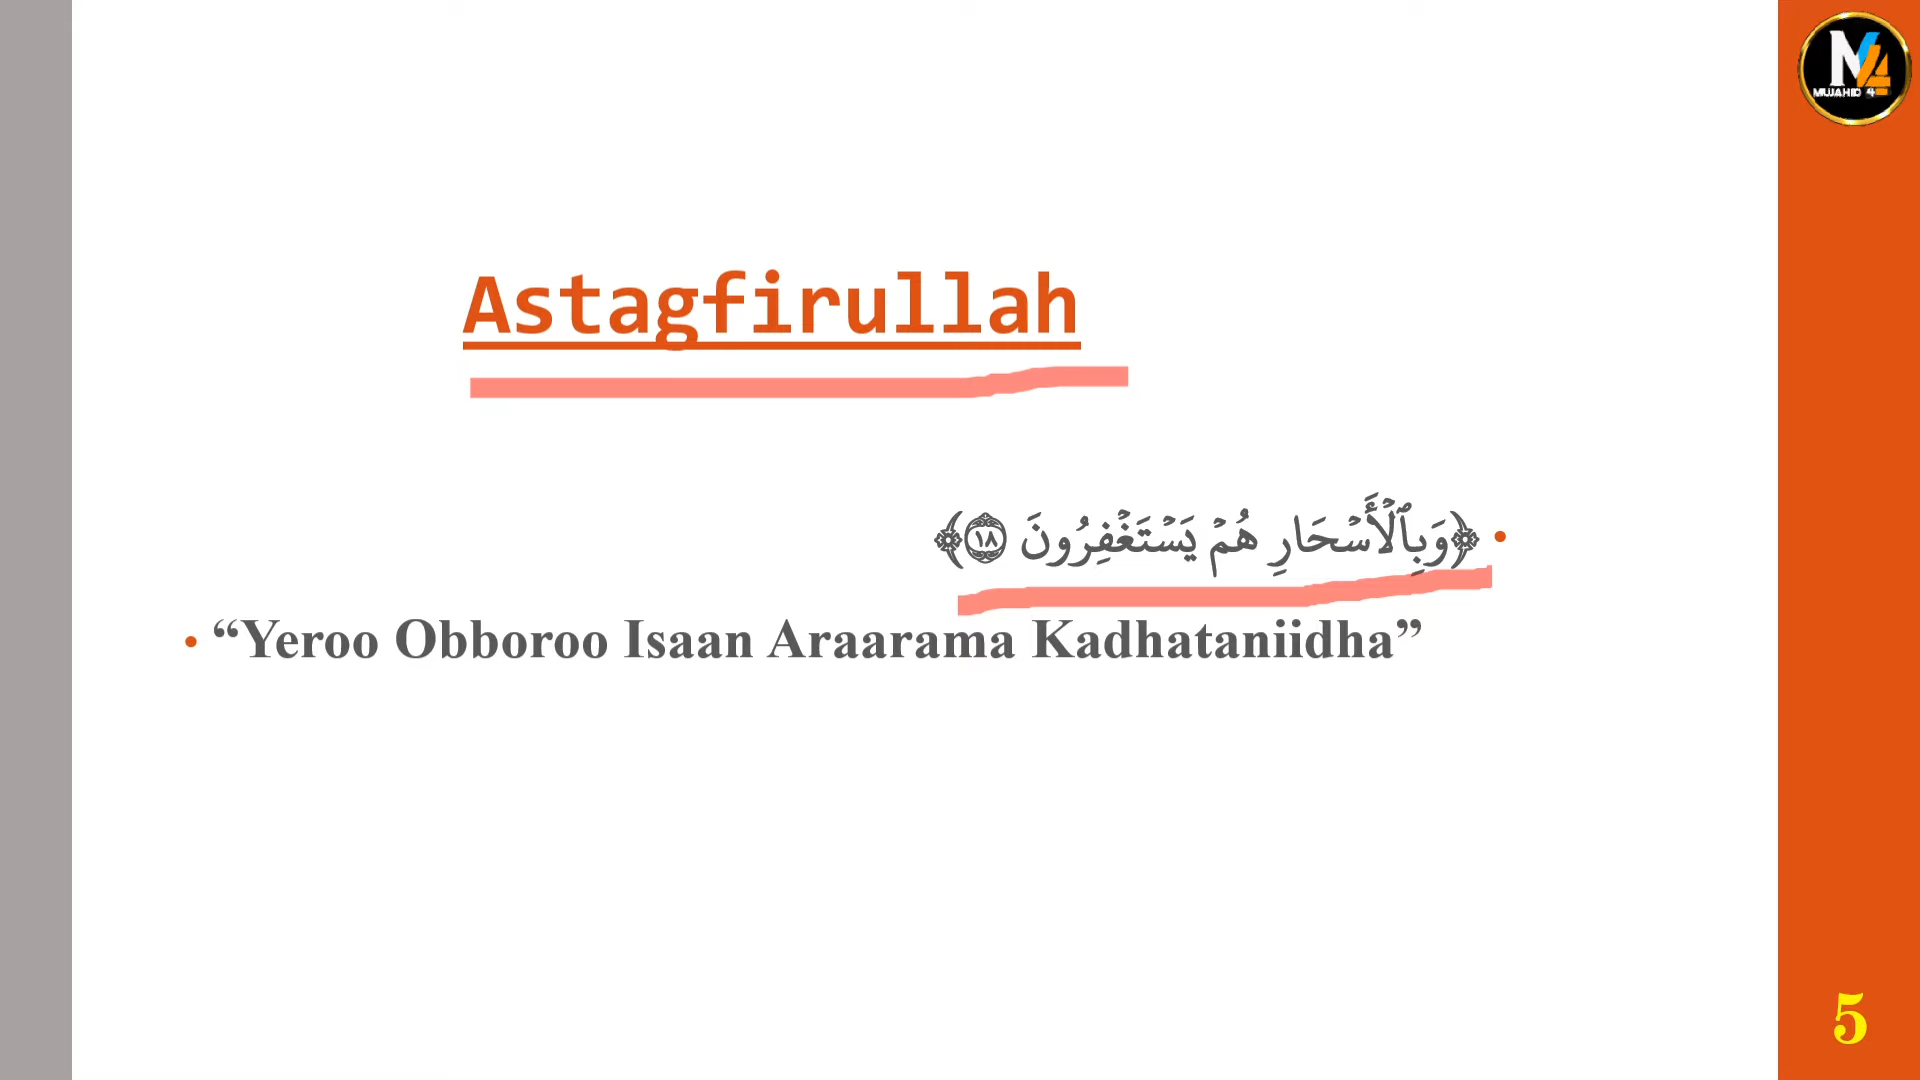 MUJAHID 4
Astagfirullah
• ﴿وَبِٱلۡأَسۡحَارِ هُمۡ يَسۡتَغۡفِرُونَ ١٨﴾
• “Yeroo Obboroo Isaan Araarama Kadhataniidha”
5